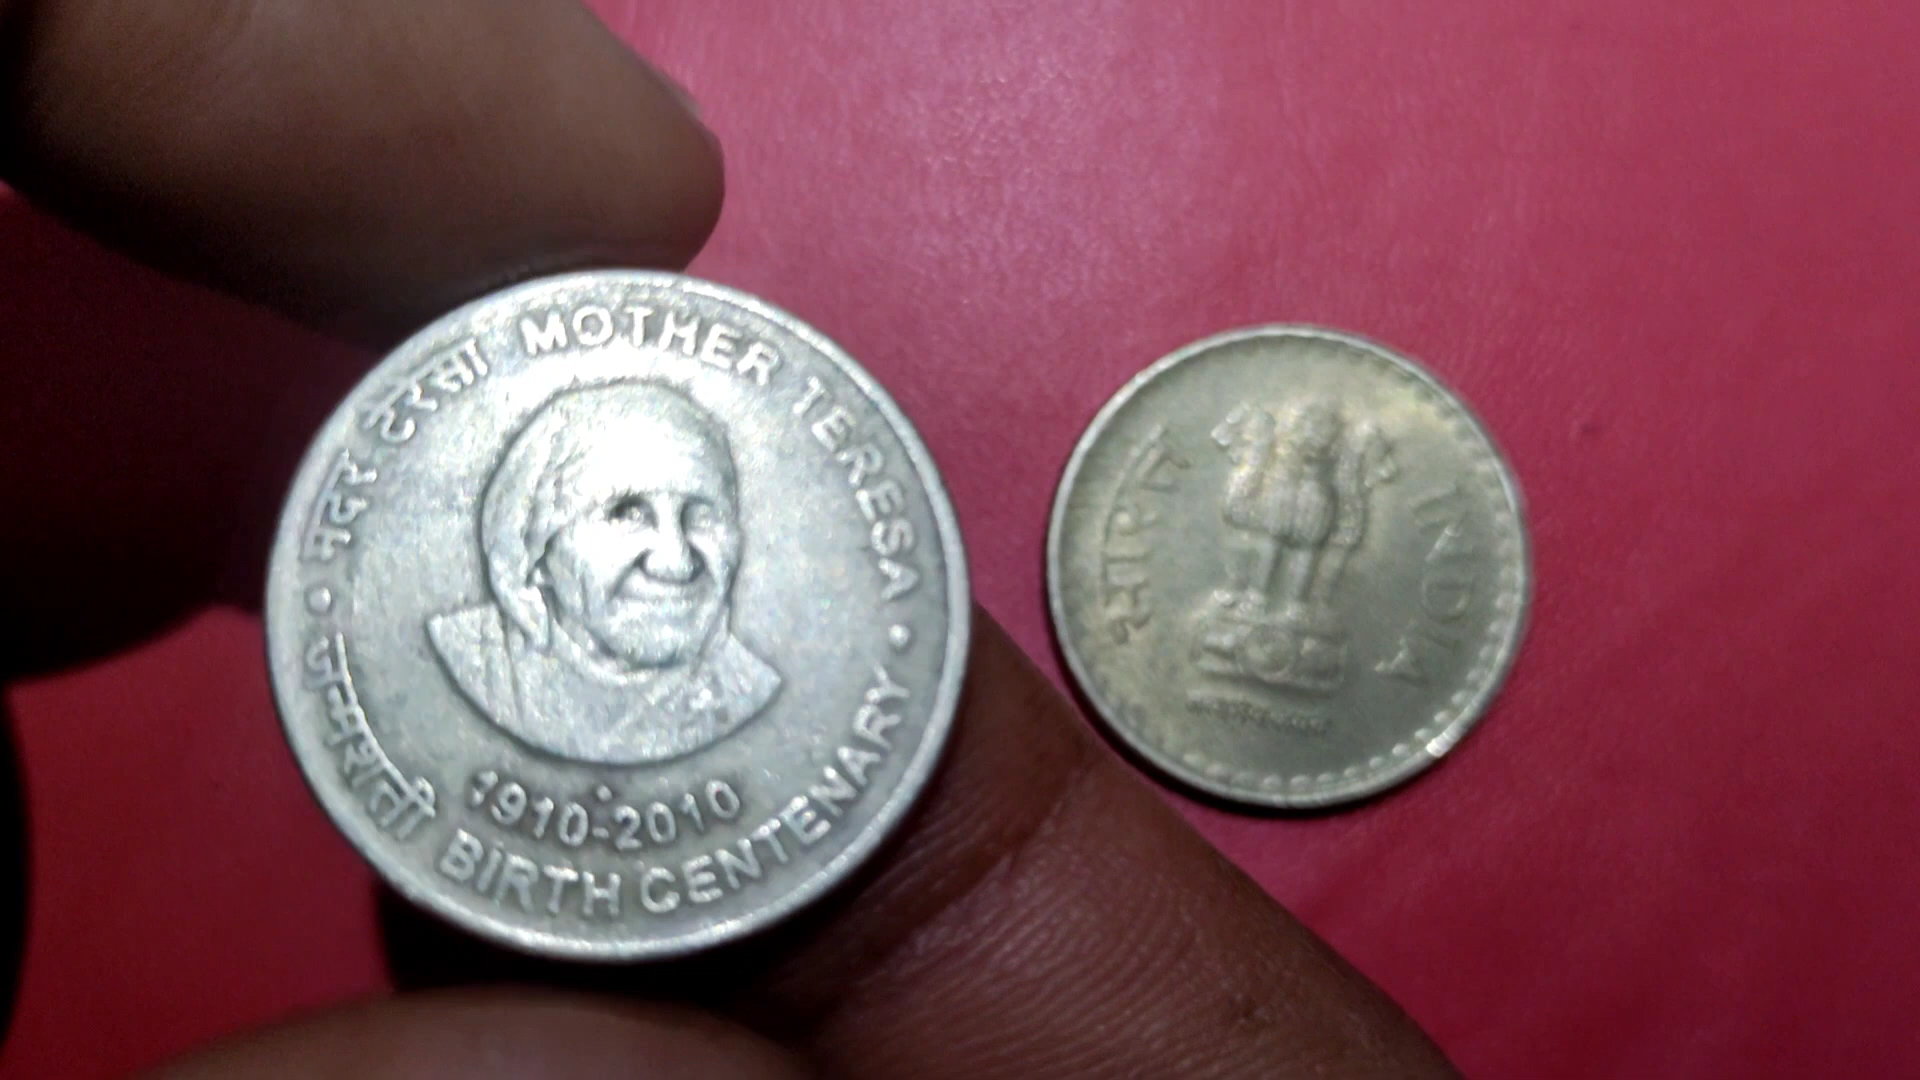 मदर टेरेसा MOTHER TERESA
1910-2010
जन्मशती BIRTH CENTENARY
भारत
INDIA